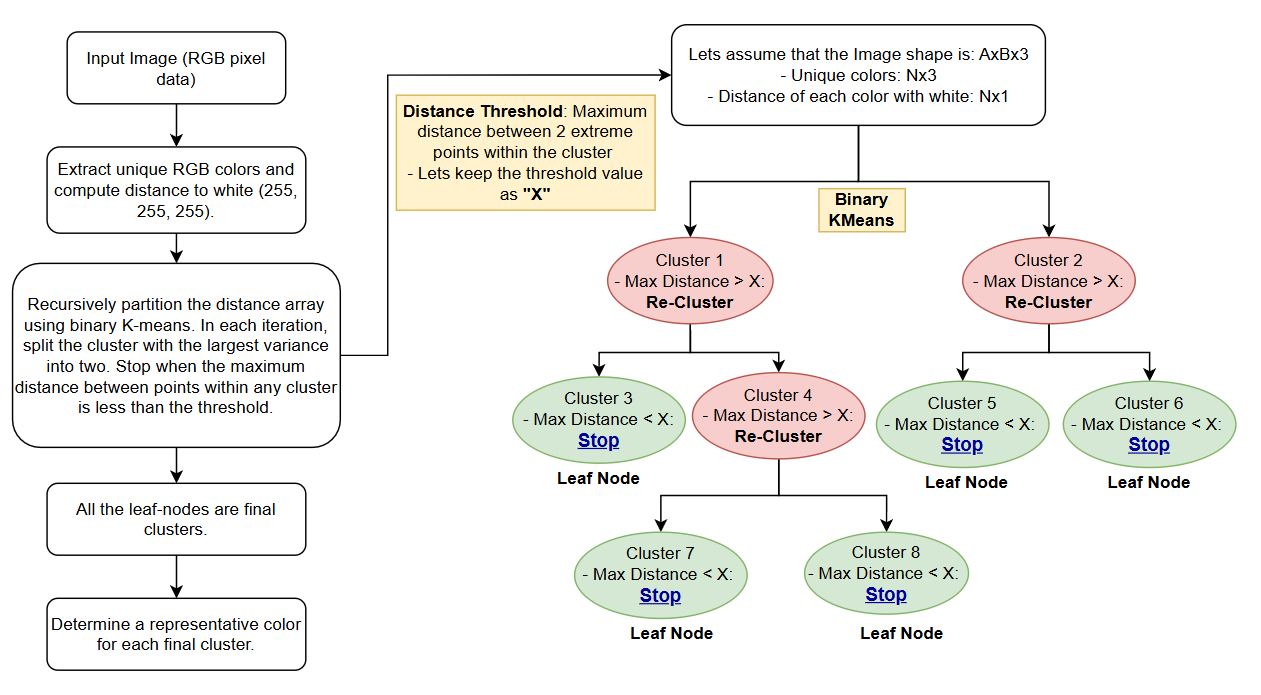 Input Image (RGB pixel
data)
Extract unique RGB colors and
compute distance to white (255,
255, 255).
Recursively partition the distance array
using binary K-means. In each iteration,
split the cluster with the largest variance
into two. Stop when the maximum
distance between points within any cluster
is less than the threshold.
All the leaf-nodes are final
clusters.
Determine a representative color
for each final cluster.
Distance Threshold: Maximum
distance between 2 extreme
points within the cluster
- Lets keep the threshold value
as "X"
Lets assume that the Image shape is: AxBx3
- Unique colors: Nx3
- Distance of each color with white: Nx1
Binary
KMeans
Cluster 1
- Max Distance > X:
Re-Cluster
Cluster 2
- Max Distance > X:
Re-Cluster
Cluster 3
- Max Distance < X:
Stop
Leaf Node
Cluster 4
- Max Distance > X:
Re-Cluster
Cluster 5
- Max Distance < X:
Stop
Leaf Node
Cluster 6
- Max Distance < X:
Stop
Leaf Node
Cluster 7
- Max Distance < X:
Stop
Leaf Node
Cluster 8
- Max Distance < X:
Stop
Leaf Node